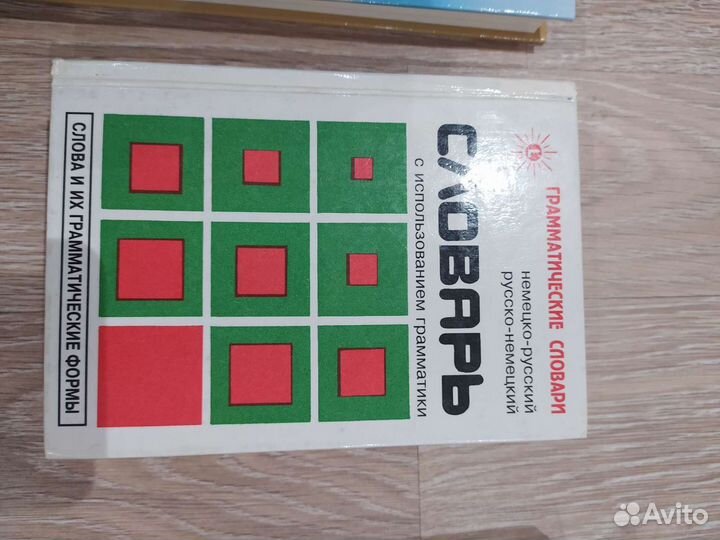 ГРАММАТИЧЕСКИЕ СЛОВАРИ
немецко-русский
русско-немецкий
СЛОВАРЬ
С ИСПОЛЬЗОВАНИЕМ ГРАММАТИКИ
СЛОВА И ИХ ГРАММАТИЧЕСКИЕ ФОРМЫ
Avito